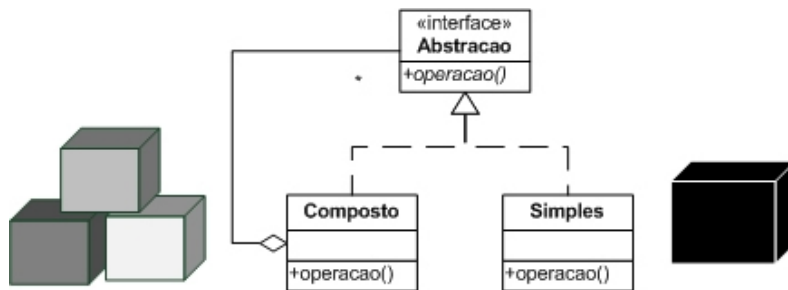 «interface»
Abstracao
+operacao()
*
Composto
Simples
+operacao()
+operacao()